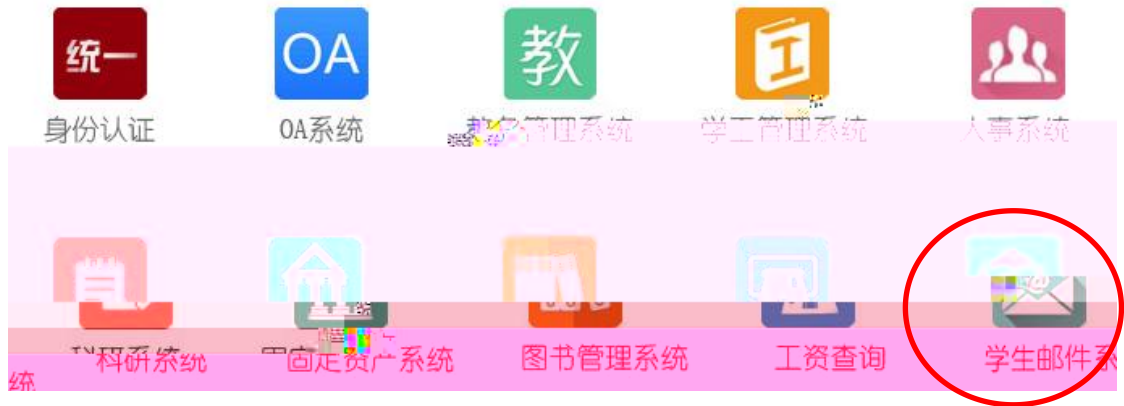 统一 OA 教 工
身份认证 OA系统 教务管理系统 学工管理系统 人事系统
@
科研系统 固定资产系统 图书管理系统 工资查询 学生邮件系
统